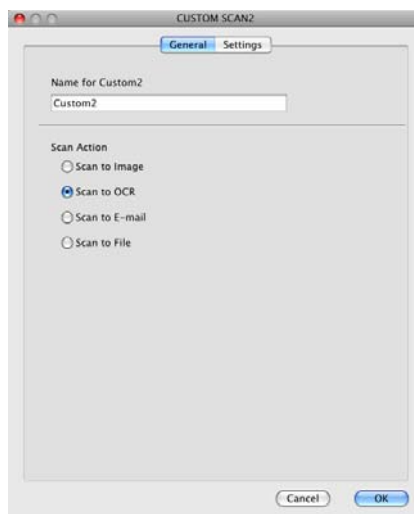 CUSTOM SCAN2
General Settings
Name for Custom2
Custom2
Scan Action
Scan to Image
Scan to OCR
Scan to E-mail
Scan to File
Cancel OK